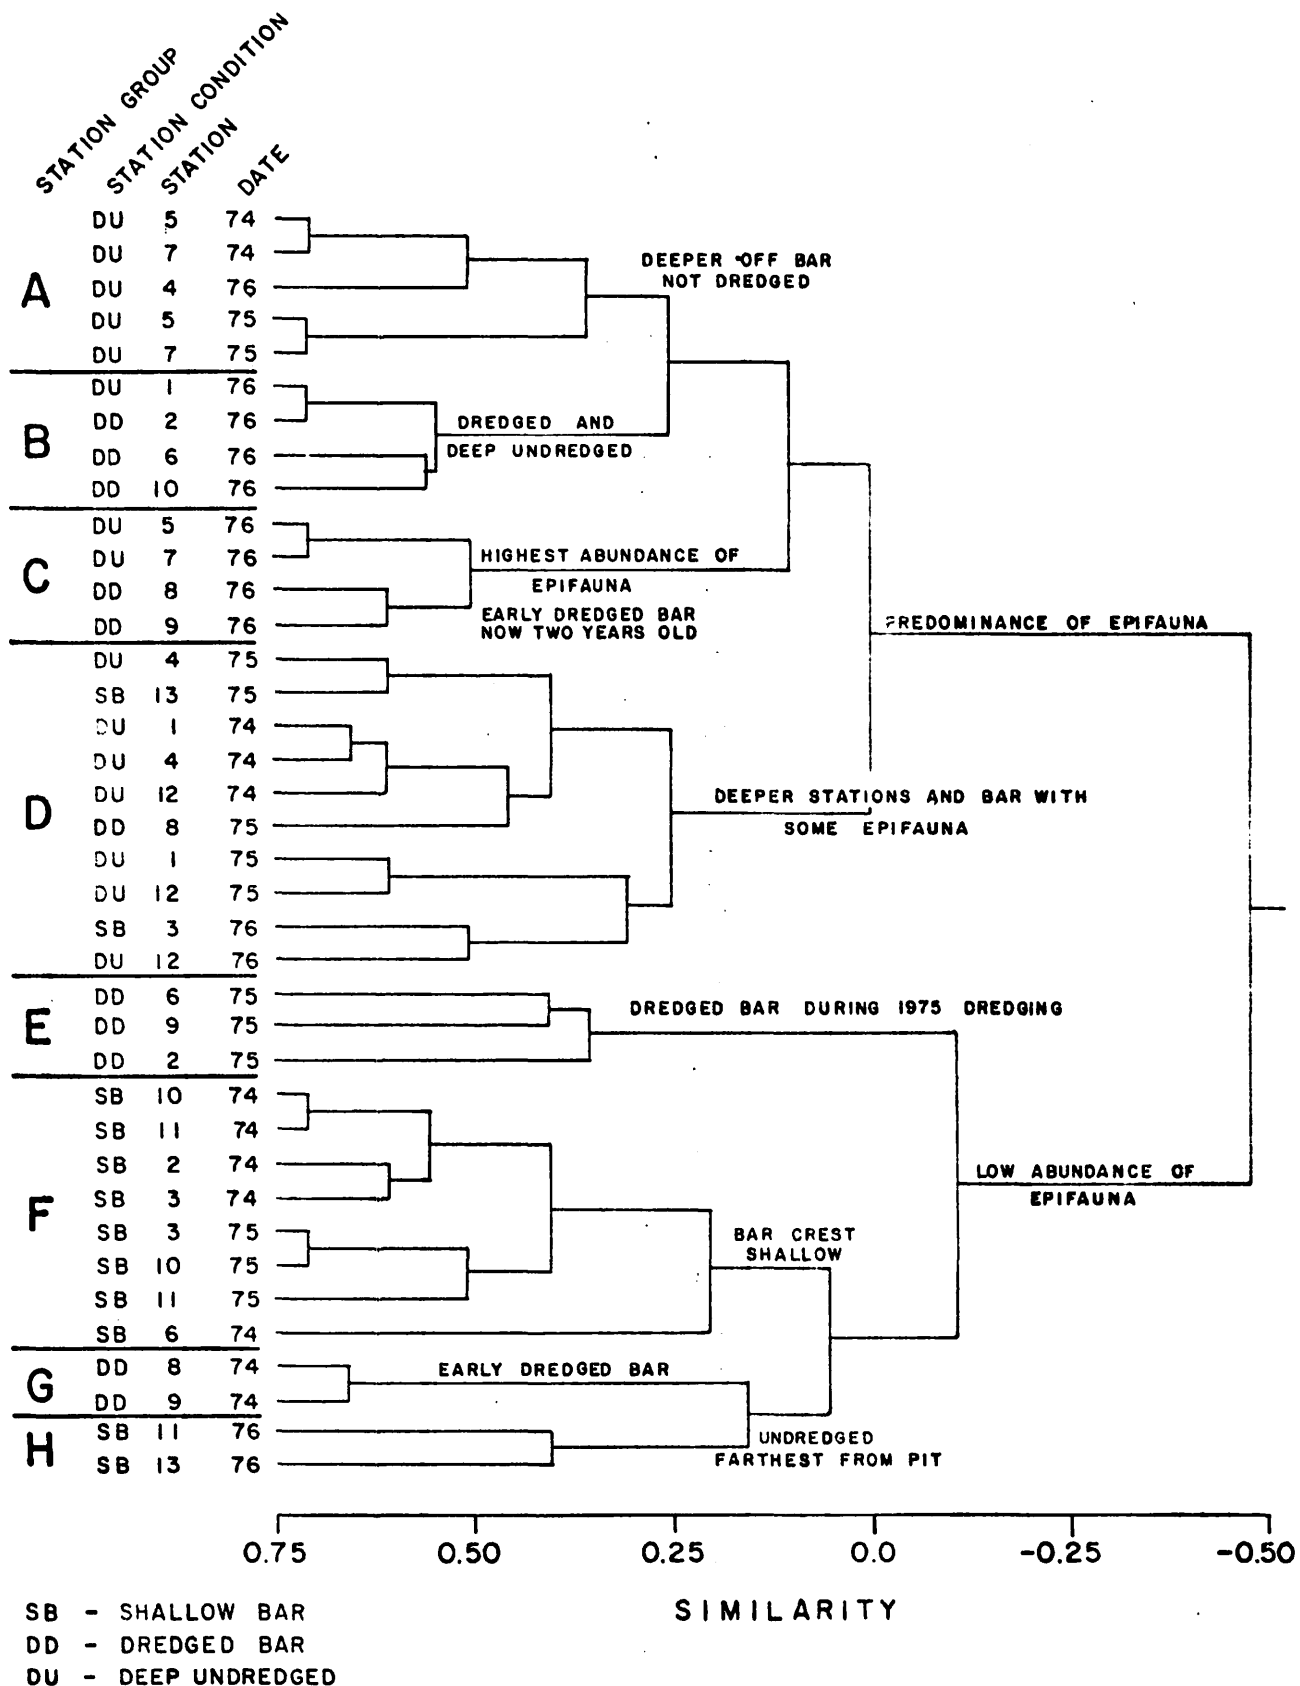 STATION GROUP
STATION CONDITION
STATION
DATE
DU 5 74
DU 7 74
DEEPER OFF BAR
NOT DREDGED
A
DU 4 76
DU 5 75
DU 7 75
DU 1 76
DD 2 76
DREDGED AND
B
DEEP UNDREDGED
DD 6 76
DD 10 76
DU 5 76
DU 7 76
HIGHEST ABUNDANCE OF
EPIFAUNA
C
DD 8 76
EARLY DREDGED BAR
NOW TWO YEARS OLD
DD 9 76
PREDOMINANCE OF EPIFAUNA
DU 4 75
SB 13 75
DU 1 74
DU 4 74
DU 12 74
DEEPER STATIONS AND BAR WITH
SOME EPIFAUNA
D
DD 8 75
DU 1 75
DU 12 75
SB 3 76
DU 12 76
DD 6 75
DREDGED BAR DURING 1975 DREDGING
E
DD 9 75
DD 2 75
SB 10 74
SB 11 74
SB 2 74
LOW ABUNDANCE OF
EPIFAUNA
SB 3 74
F
SB 3 75
BAR CREST
SHALLOW
SB 10 75
SB 11 75
SB 6 74
DD 8 74
EARLY DREDGED BAR
G
DD 9 74
SB 11 76
UNDREDGED
FARTHEST FROM PIT
H
SB 13 76
0.75 0.50 0.25 0.0 -0.25 -0.50
SIMILARITY
SB - SHALLOW BAR
DD - DREDGED BAR
DU - DEEP UNDREDGED